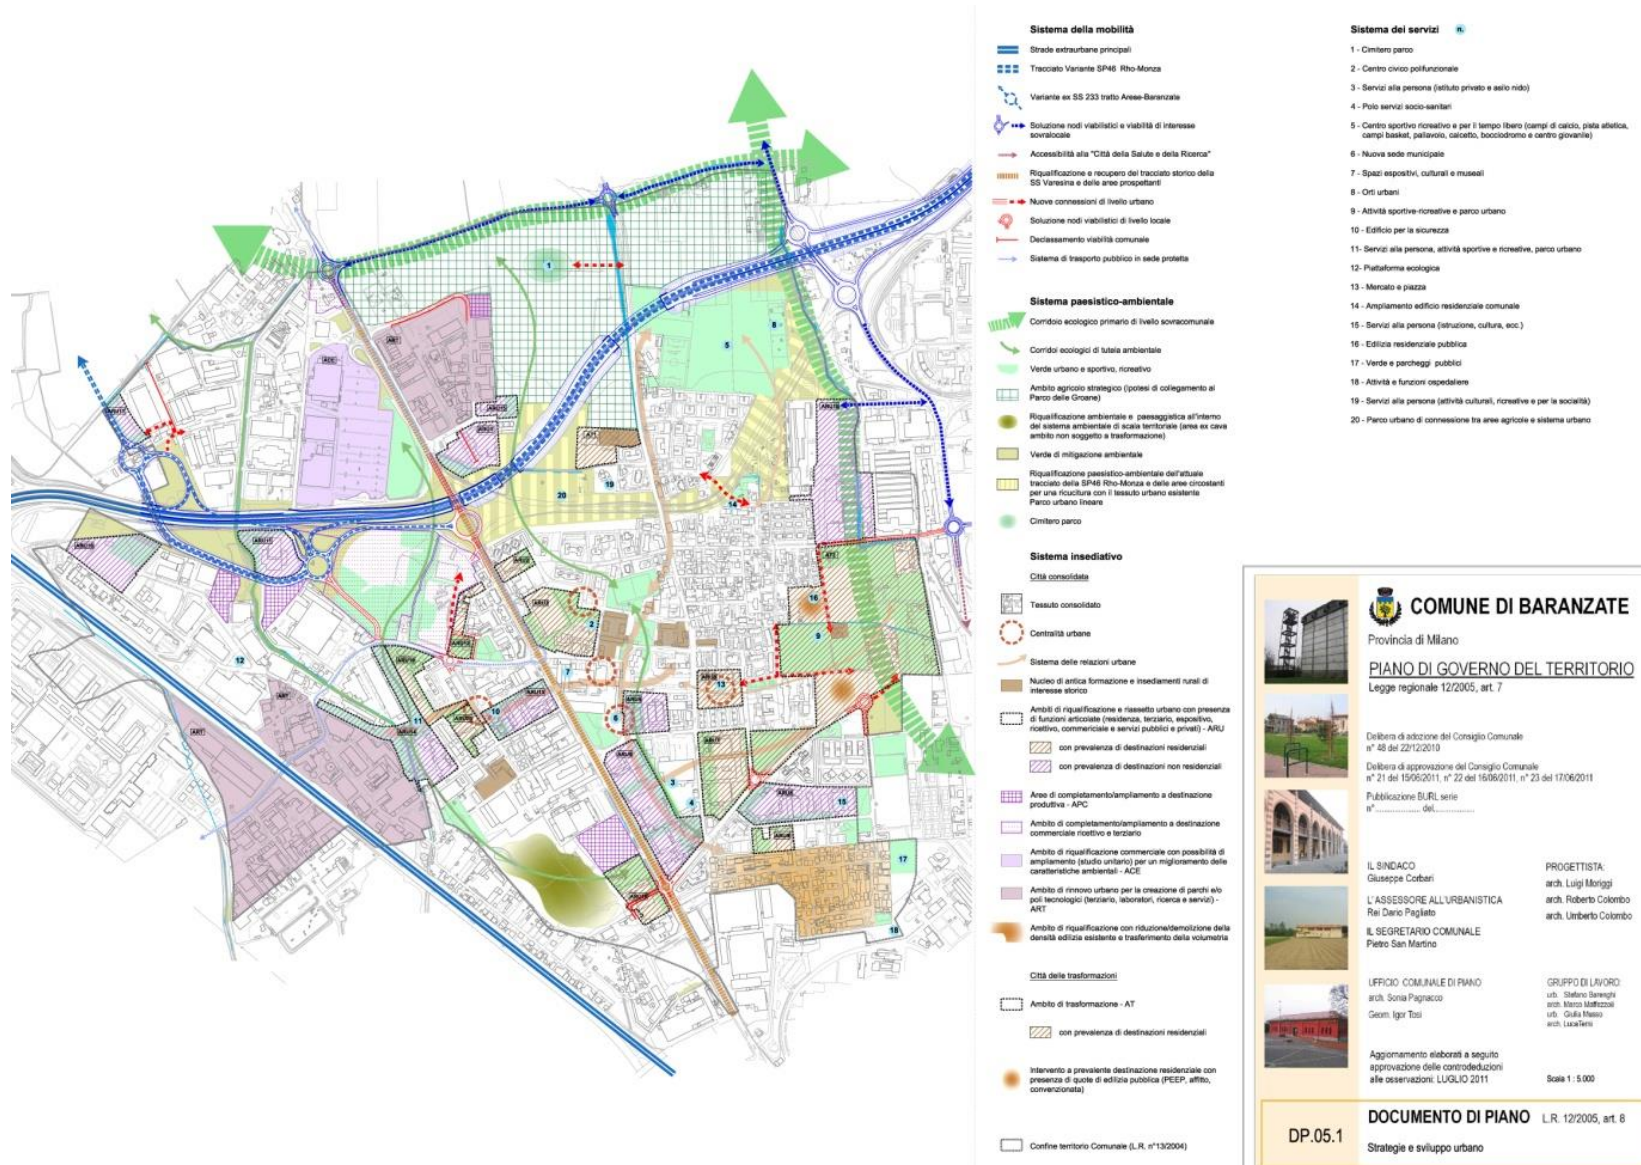 Sistema della mobilità
Strade extraurbane principali
Tracciato Variante SP46 Rho-Monza
Variante ex SS 233 tratto Arese-Baranzate
Soluzione nodi viabilistici e viabilità di interesse
sovralocale
Accessibilità alla "Città della Salute e della Ricerca"
Riqualificazione e recupero del tracciato storico della
SS Varesina e delle aree prospettanti
Nuove connessioni di livello urbano
Soluzione nodi viabilistici di livello locale
Declassamento viabilità comunale
Sistema di trasporto pubblico in sede protetta
Sistema paesistico-ambientale
Corridoio ecologico primario di livello sovracomunale
Corridoi ecologici di tutela ambientale
Verde urbano e sportivo, ricreativo
Ambito agricolo strategico (ipotesi di collegamento al
Parco delle Groane)
Riqualificazione ambientale e paesaggistica all'interno
del sistema ambientale di scala territoriale (area ex cava
ambito non soggetto a trasformazione)
Verde di mitigazione ambientale
Riqualificazione paesistico-ambientale dell'attuale
tracciato della SP46 Rho-Monza e delle aree circostanti
per una ricucitura con il tessuto urbano esistente
Parco urbano lineare
Cimitero parco
Sistema insediativo
Città consolidata
Tessuto consolidato
Centralità urbane
Sistema delle relazioni urbane
Nucleo di antica formazione e insediamenti rurali di
interesse storico
Ambiti di riqualificazione e riassetto urbano con presenza
di funzioni articolate (residenza, terziario, espositivo,
ricettivo, commerciale e servizi pubblici e privati) - ARU
con prevalenza di destinazioni residenziali
con prevalenza di destinazioni non residenziali
Aree di completamento/ampliamento a destinazione
produttiva - APC
Ambito di completamento/ampliamento a destinazione
commerciale ricettivo e terziario
Ambito di riqualificazione commerciale con possibilità di
ampliamento (studio unitario) per un miglioramento delle
caratteristiche ambientali - ACE
Ambito di rinnovo urbano per la creazione di parchi e/o
poli tecnologici (terziario, laboratori, ricerca e servizi) -
ART
Ambito di riqualificazione con riduzione/demolizione della
densità edilizia esistente e trasferimento della volumetria
Città delle trasformazioni
Ambito di trasformazione - AT
con prevalenza di destinazioni residenziali
Intervento a prevalente destinazione residenziale con
presenza di quote di edilizia pubblica (PEEP, affitto,
convenzionata)
Confine territorio Comunale (L.R. n°13/2004)
Sistema dei servizi n.
1 - Cimitero parco
2 - Centro civico polifunzionale
3 - Servizi alla persona (istituto privato e asilo nido)
4 - Polo servizi socio-sanitari
5 - Centro sportivo ricreativo e per il tempo libero (campi di calcio, pista atletica,
campi basket, pallavolo, calcetto, bocciodromo e centro giovanile)
6 - Nuova sede municipale
7 - Spazi espositivi, culturali e museali
8 - Orti urbani
9 - Attività sportive-ricreative e parco urbano
10 - Edificio per la sicurezza
11- Servizi alla persona, attività sportive e ricreative, parco urbano
12- Piattaforma ecologica
13 - Mercato e piazza
14 - Ampliamento edificio residenziale comunale
15 - Servizi alla persona (istruzione, cultura, ecc.)
16 - Edilizia residenziale pubblica
17 - Verde e parcheggi pubblici
18 - Attività e funzioni ospedaliere
19 - Servizi alla persona (attività culturali, ricreative e per la socialità)
20 - Parco urbano di connessione tra aree agricole e sistema urbano
COMUNE DI BARANZATE
Provincia di Milano
PIANO DI GOVERNO DEL TERRITORIO
Legge regionale 12/2005, art. 7
Delibera di adozione del Consiglio Comunale
n° 48 del 22/12/2010
Delibera di approvazione del Consiglio Comunale
n° 21 del 15/06/2011, n° 22 del 16/06/2011, n° 23 del 17/06/2011
Pubblicazione BURL serie
n°.................... del..................
IL SINDACO
Giuseppe Corbari
L'ASSESSORE ALL'URBANISTICA
Rei Dario Pagliato
IL SEGRETARIO COMUNALE
Pietro San Martino
PROGETTISTA:
arch. Luigi Moriggi
arch. Roberto Colombo
arch. Umberto Colombo
UFFICIO COMUNALE DI PIANO
arch. Sonia Pagnacco
Geom. Igor Tosi
GRUPPO DI LAVORO:
urb. Stefano Barenghi
arch. Marco
urb. Giulia
arch.
Aggiornamento elaborati a seguito
approvazione delle controdeduzioni
alle osservazioni: LUGLIO 2011
Scala 1 : 5.000
DP.05.1
DOCUMENTO DI PIANO L.R. 12/2005, art. 8
Strategie e sviluppo urbano